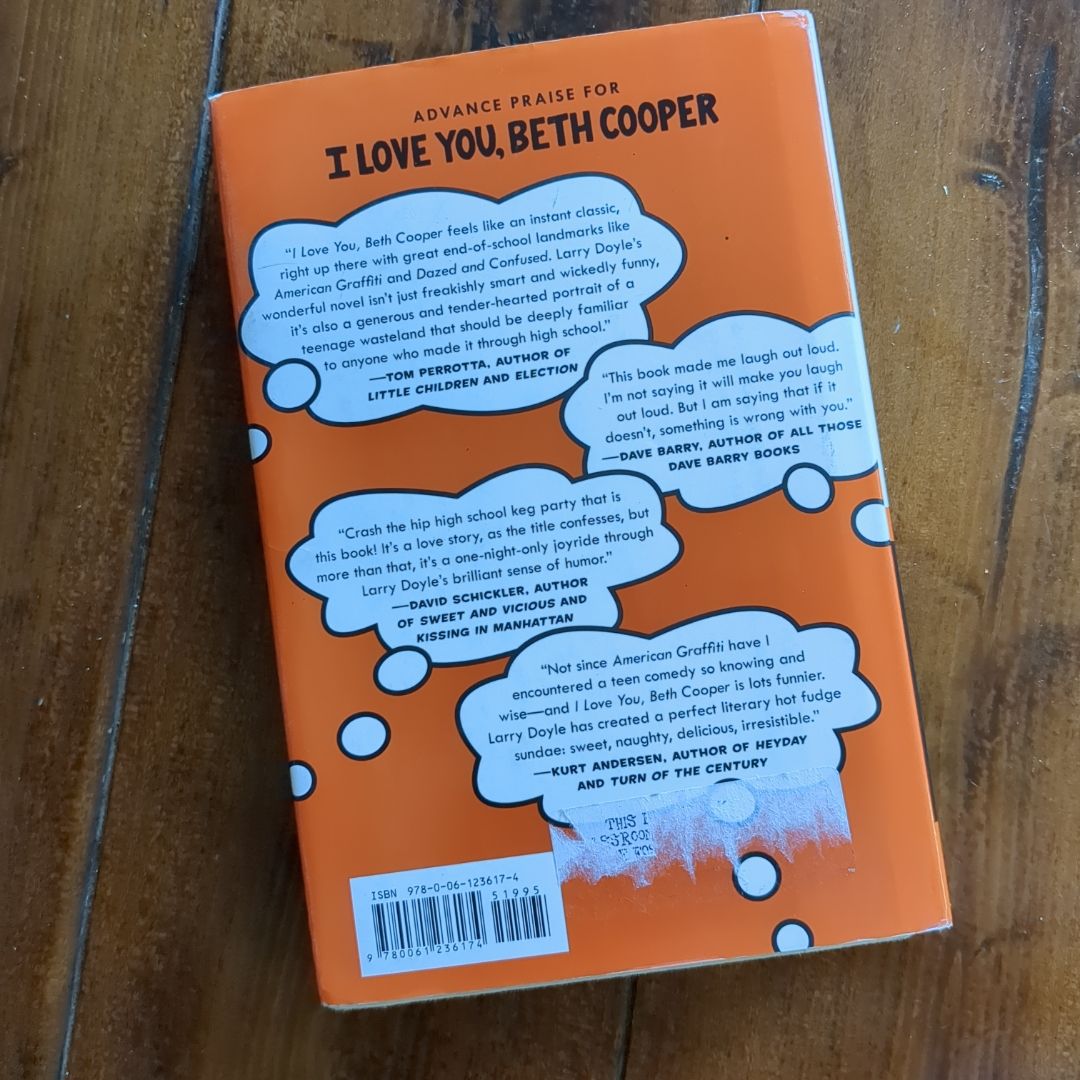 ADVANCE PRAISE FOR
I LOVE YOU, BETH COOPER
“I Love You, Beth Cooper feels like an instant classic,
right up there with great end-of-school landmarks like
American Graffiti and Dazed and Confused. Larry Doyle’s
wonderful novel isn’t just freakishly smart and wickedly funny,
it’s also a generous and tender-hearted portrait of a
teenage wasteland that should be deeply familiar
to anyone who made it through high school.”
—TOM PERROTTA, AUTHOR OF
LITTLE CHILDREN AND ELECTION
“This book made me laugh out loud.
I’m not saying it will make you laugh
out loud. But I am saying that if it
doesn’t, something is wrong with you.”
—DAVE BARRY, AUTHOR OF ALL THOSE
DAVE BARRY BOOKS
“Crash the hip high school keg party that is
this book! It’s a love story, as the title confesses, but
more than that, it’s a one-night-only joyride through
Larry Doyle’s brilliant sense of humor.”
—DAVID SCHICKLER, AUTHOR
OF SWEET AND VICIOUS AND
KISSING IN MANHATTAN
“Not since American Graffiti have I
encountered a teen comedy so knowing and
wise—and I Love You, Beth Cooper is lots funnier.
Larry Doyle has created a perfect literary hot fudge
sundae: sweet, naughty, delicious, irresistible.”
—KURT ANDERSEN, AUTHOR OF HEYDAY
AND TURN OF THE CENTURY
THIS
ISBN 978-0-06-123617-4
51995
9 780061 236174